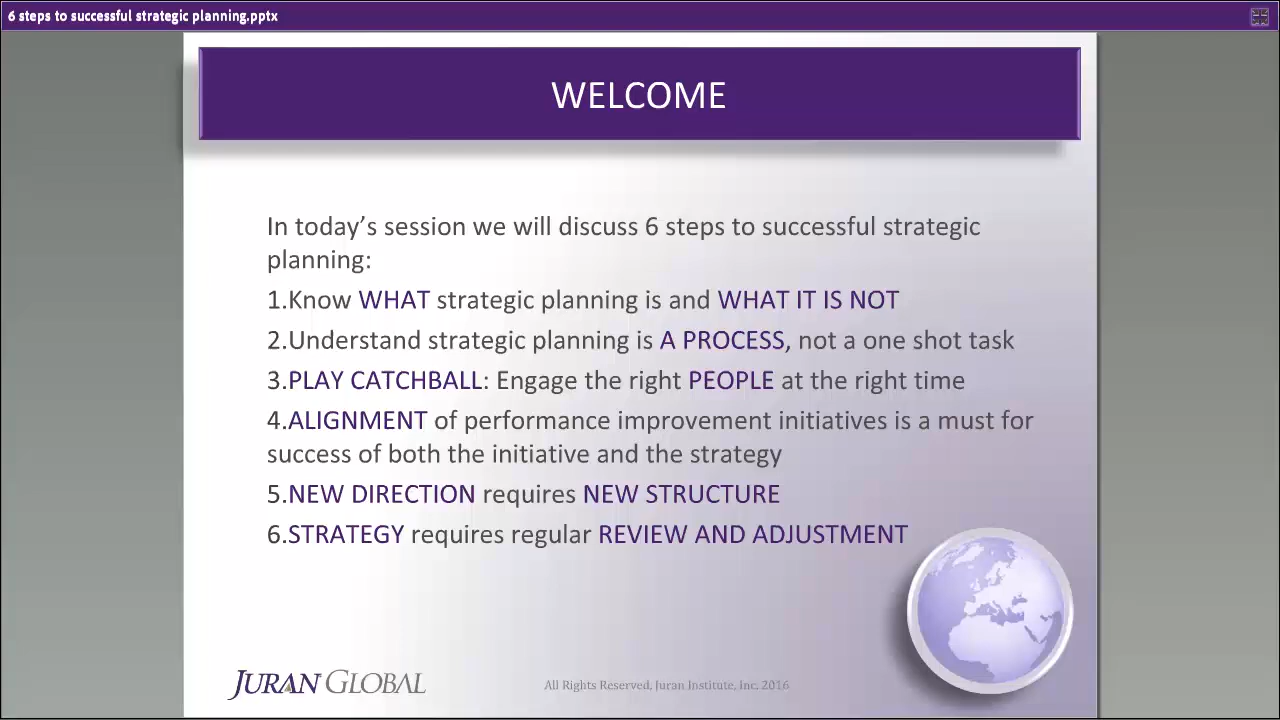 6 steps to successful strategic planning.pptx
WELCOME
In today’s session we will discuss 6 steps to successful strategic
planning:
1.Know WHAT strategic planning is and WHAT IT IS NOT
2.Understand strategic planning is A PROCESS, not a one shot task
3.PLAY CATCHBALL: Engage the right PEOPLE at the right time
4.ALIGNMENT of performance improvement initiatives is a must for
success of both the initiative and the strategy
5.NEW DIRECTION requires NEW STRUCTURE
6.STRATEGY requires regular REVIEW AND ADJUSTMENT
JURAN GLOBAL
All Rights Reserved, Juran Institute, Inc. 2016